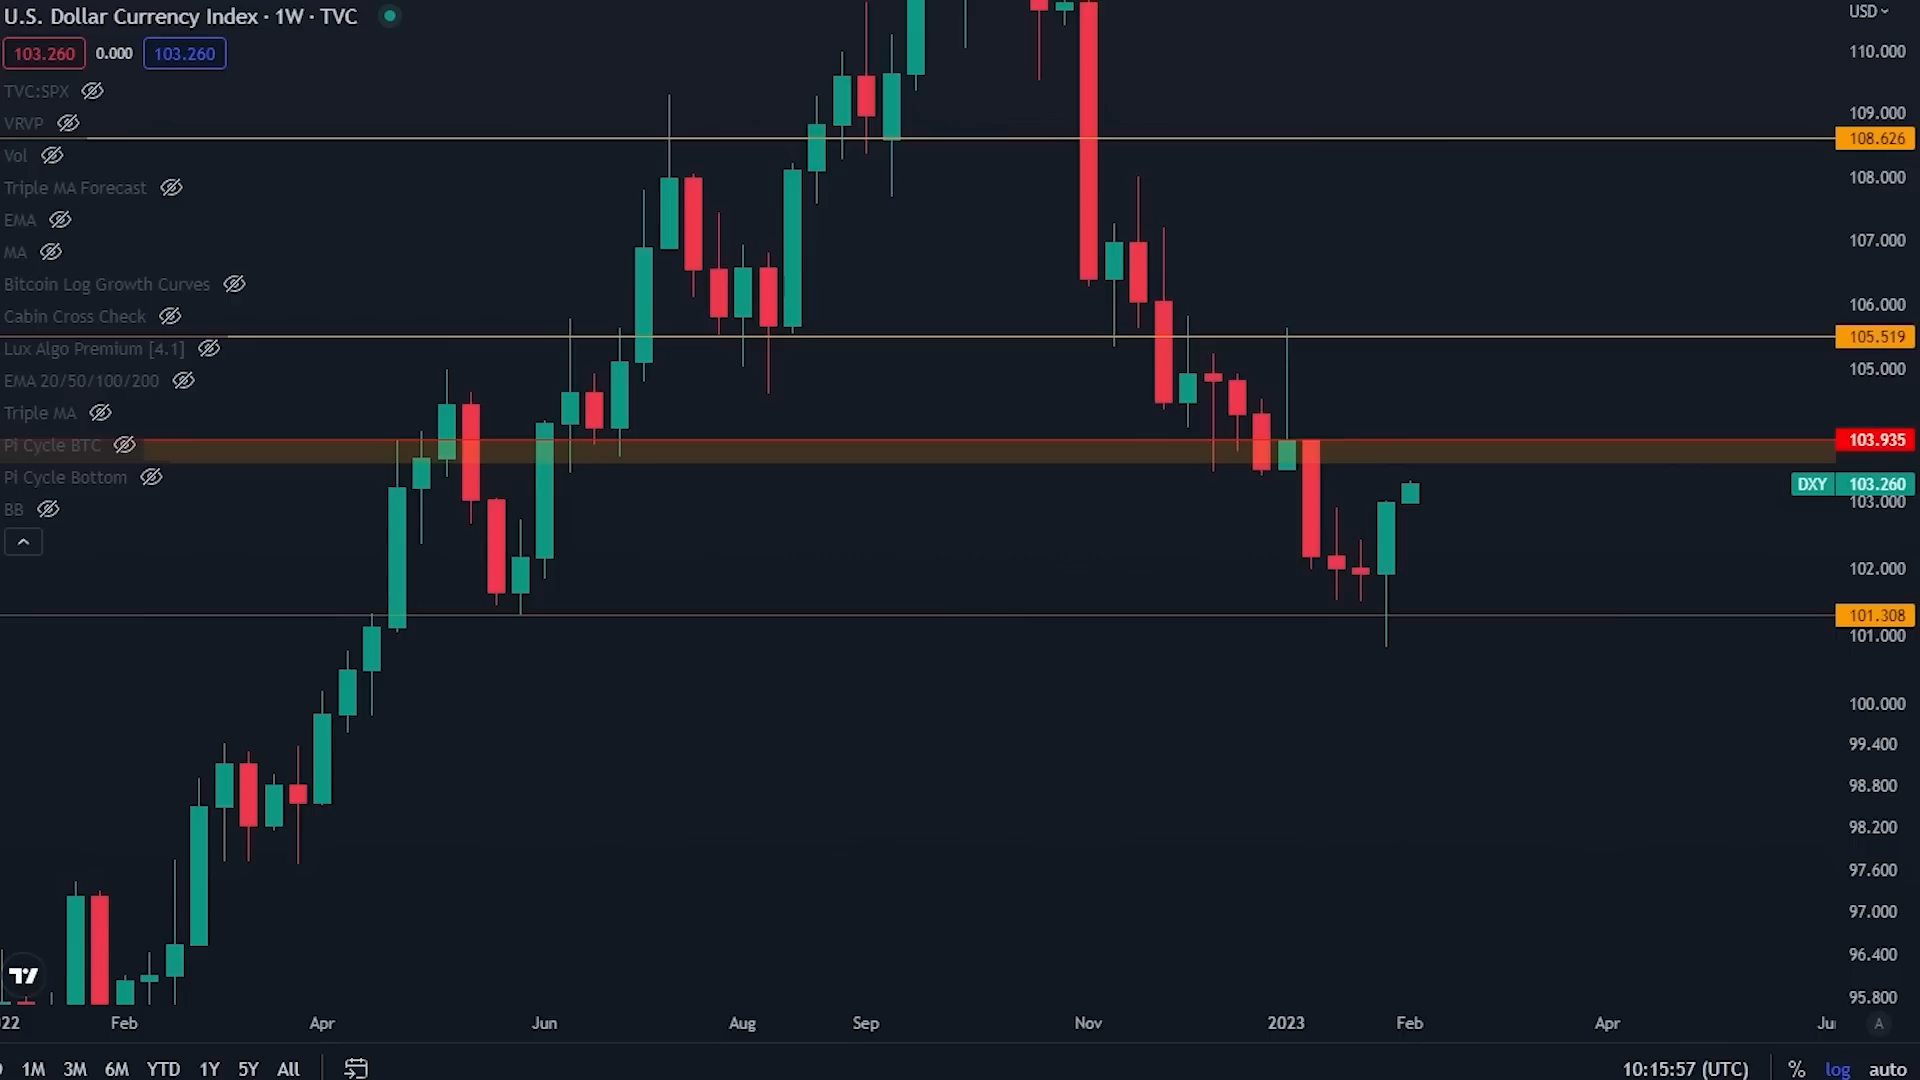 U.S. Dollar Currency Index · 1W · TVC
USD
103.260 0.000 103.260
TVC:SPX
VRVP
Vol
Triple MA Forecast
EMA
MA
Bitcoin Log Growth Curves
Cabin Cross Check
Lux Algo Premium [4.1]
EMA 20/50/100/200
Triple MA
Pi Cycle BTC
Pi Cycle Bottom
BB
110.000
109.000
108.626
108.000
107.000
106.000
105.519
105.000
103.935
DXY 103.260
103.000
102.000
101.308
101.000
100.000
99.400
98.800
98.200
97.600
97.000
96.400
95.800
22 Feb Apr Jun Aug Sep Nov 2023 Feb Apr A
1M 3M 6M YTD 1Y 5Y All 10:15:57 (UTC) % log auto